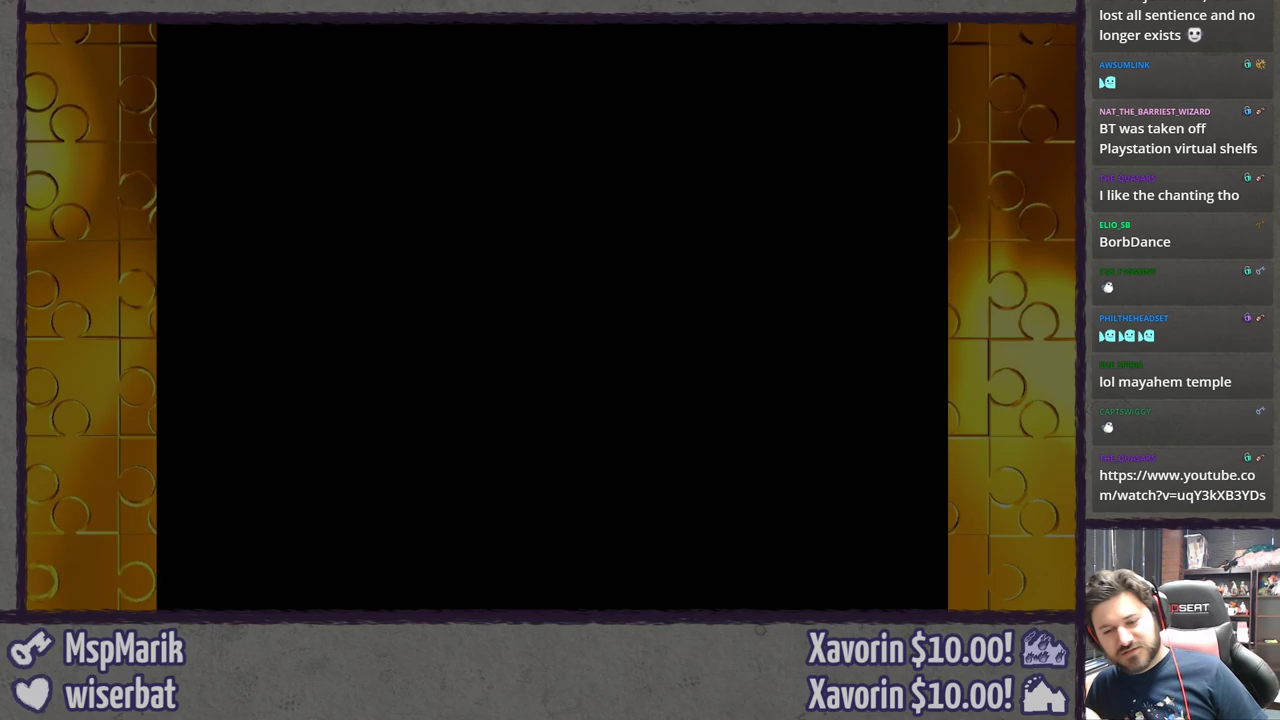 lost all sentience and no
longer exists
AWSUMLINK
NAT_THE_BARRIEST_WIZARD
BT was taken off
Playstation virtual shelfs
THE_QUASARS
I like the chanting tho
ELIO_SB
BorbDance
PHILTHEHEADSET
lol mayahem temple
CAPTSWIGGY
THE_QUASARS
https://www.youtube.co
m/watch?v=uqY3kXB3YDs
SEAT
MspMarik
Xavorin $10.00!
wiserbat
Xavorin $10.00!